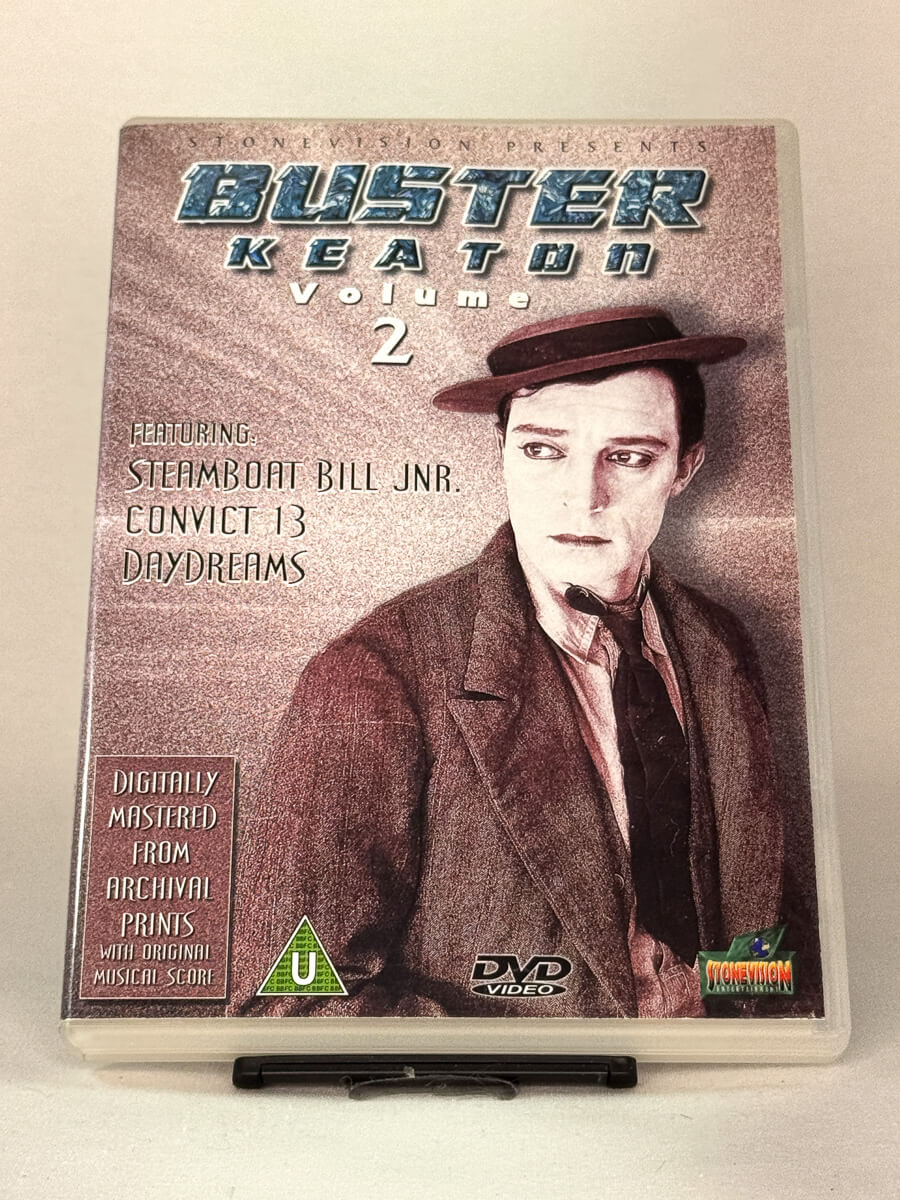 STONEVISION PRESENTS
BUSTER
KEATON
Volume
2
FEATURING:
STEAMBOAT BILL JNR.
CONVICT 13
DAYDREAMS
DIGITALLY
MASTERED
FROM
ARCHIVAL
PRINTS
WITH ORIGINAL
MUSICAL SCORE
U
DVD
VIDEO
STONEVISION
ENTERTAINMENT